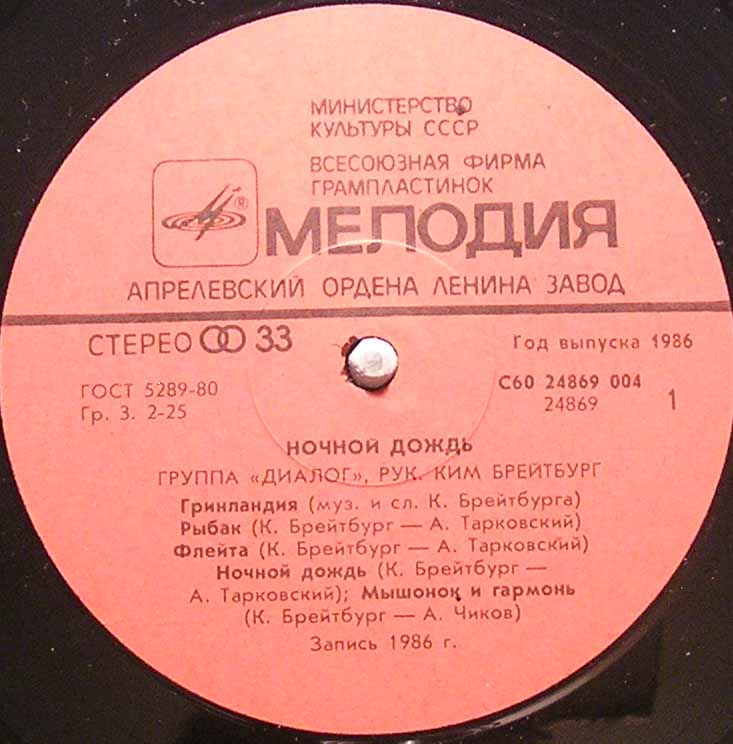 МИНИСТЕРСТВО
КУЛЬТУРЫ СССР
ВСЕСОЮЗНАЯ ФИРМА
ГРАМПЛАСТИНОК
®
МЕЛОДИЯ
АПРЕЛЕВСКИЙ ОРДЕНА ЛЕНИНА ЗАВОД
СТЕРЕО 33
Год выпуска 1986
ГОСТ 5289-80
Гр. 3. 2-25
С60 24869 004
24869
1
НОЧНОЙ ДОЖДЬ
ГРУППА «ДИАЛОГ», РУК. КИМ БРЕЙТБУРГ
Гринландия (муз. и сл. К. Брейтбурга)
Рыбак (К. Брейтбург — А. Тарковский)
Флейта (К. Брейтбург — А. Тарковский)
Ночной дождь (К. Брейтбург —
А. Тарковский); Мышонок и гармонь
(К. Брейтбург — А. Чиков)
Запись 1986 г.